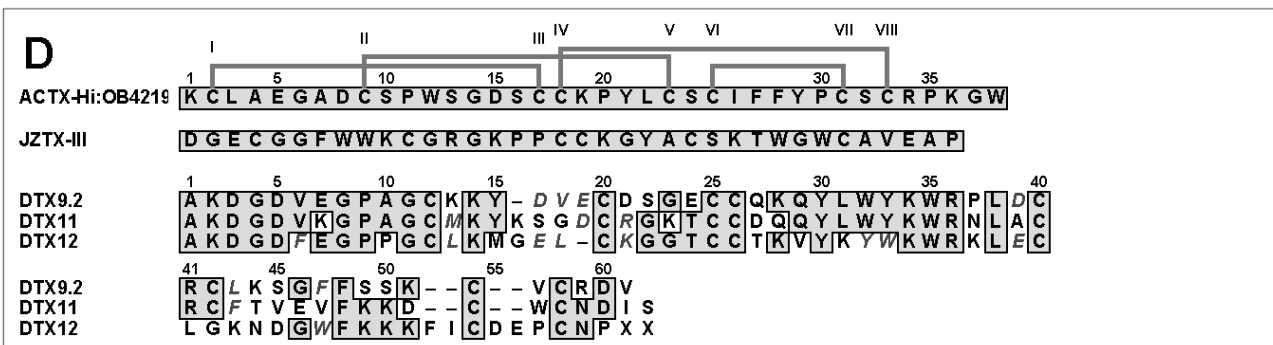 D
I II III IV V VI VII VIII
1 5 10 15 20 30 35
ACTX-Hi:OB4219 K C L A E G A D C S P W S G D S C C K P Y L C S C I F F Y P C S C R P K G W
JZTX-III D G E C G G F W W K C G R G K P P C C K G Y A C S K T W G W C A V E A P
1 5 10 15 20 25 30 35 40
DTX9.2 A K D G D V E G P A G C K K Y – D V E C D S G E C C Q K Q Y L W Y K W R P L D C
DTX11 A K D G D V K G P A G C M K Y K S G D C R G K T C C D Q Q Y L W Y K W R N L A C
DTX12 A K D G D F E G P P G C L K M G E L – C K G G T C C T K V Y K Y W K W R K L E C
41 45 50 55 60
DTX9.2 R C L K S G F F S S K – – C – – V C R D V
DTX11 R C F T V E V F K K D – – C – – W C N D I S
DTX12 L G K N D G W F K K K F I C D E P C N P X X